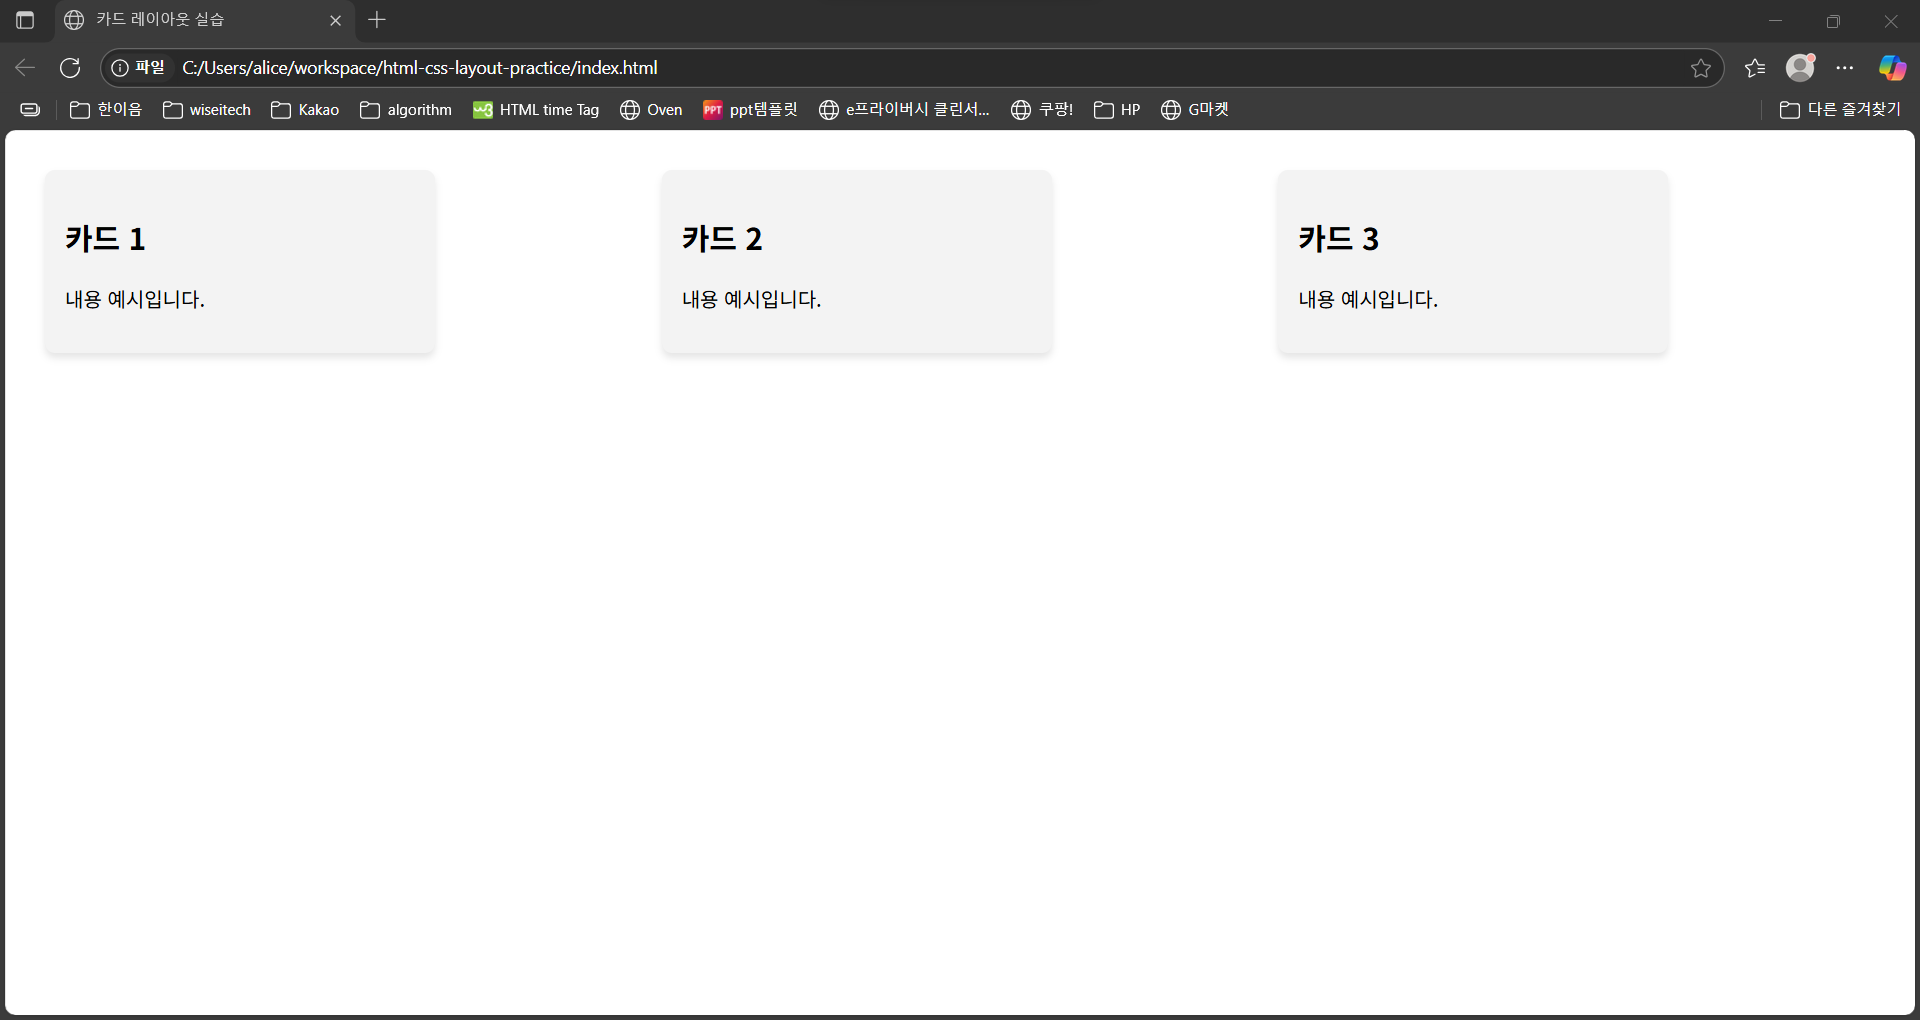 카드 레이아웃 실습
파일 C:/Users/alice/workspace/html-css-layout-practice/index.html
한이음 wiseitech Kakao algorithm HTML time Tag Oven PPT ppt템플릿 e프라이버시 클린서... 쿠팡! HP G마켓 다른 즐겨찾기
카드 1 카드 2 카드 3
내용 예시입니다. 내용 예시입니다. 내용 예시입니다.